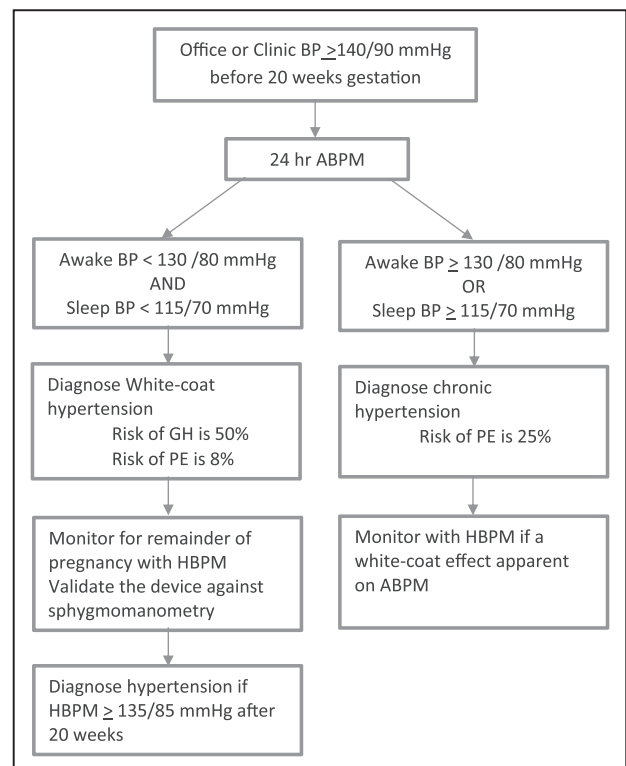 Office or Clinic BP ≥140/90 mmHg
before 20 weeks gestation
24 hr ABPM
Awake BP < 130 /80 mmHg
AND
Sleep BP < 115/70 mmHg
Awake BP ≥ 130 /80 mmHg
OR
Sleep BP ≥ 115/70 mmHg
Diagnose White-coat
hypertension
Risk of GH is 50%
Risk of PE is 8%
Diagnose chronic
hypertension
Risk of PE is 25%
Monitor for remainder of
pregnancy with HBPM
Validate the device against
sphygmomanometry
Monitor with HBPM if a
white-coat effect apparent
on ABPM
Diagnose hypertension if
HBPM ≥ 135/85 mmHg after
20 weeks